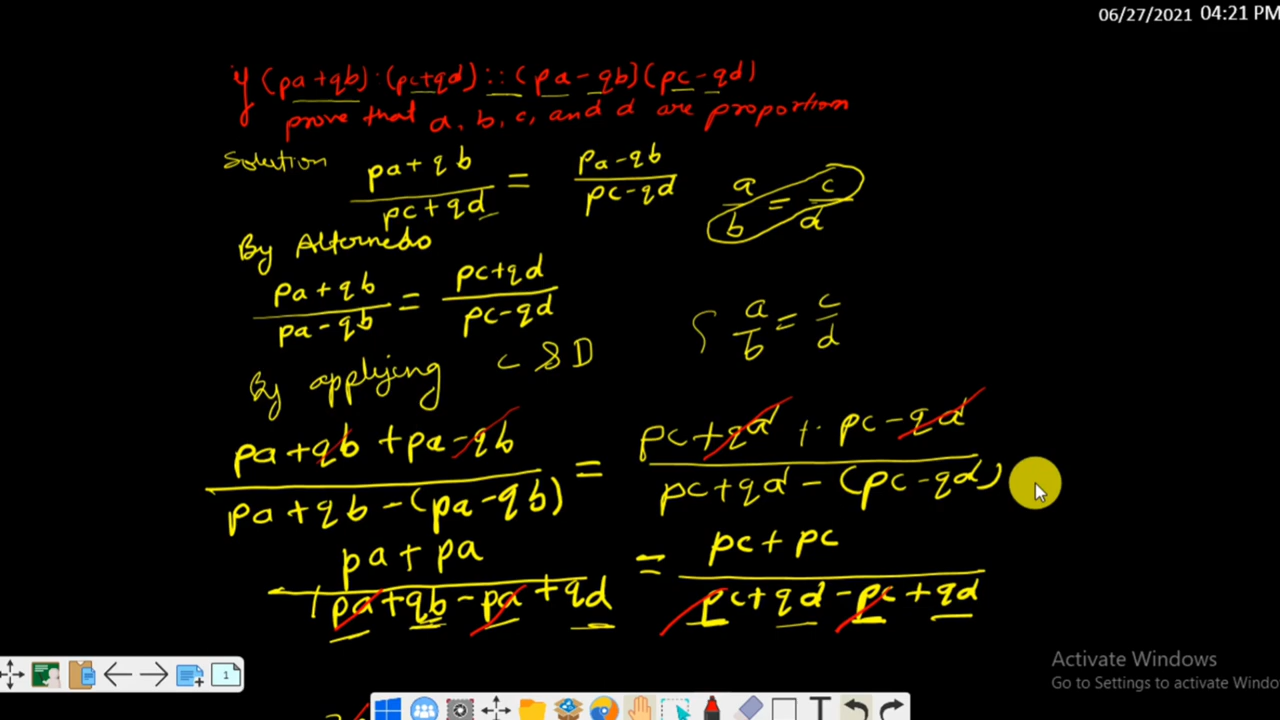 06/27/2021 04:21 PM
If (pa+qb) · (pc+qd) :: (pa-qb)(pc-qd)
prove that a, b, c, and d are proportion
Solution pa+qb / pc+qd = pa-qb / pc-qd
a/b = c/d
By Alternedo
pa+qb / pa-qb = pc+qd / pc-qd
a/b = c/d
By applying C & D
pa+qb+pa-qb / pa+qb-(pa-qb) = pc+qd+pc-qd / pc+qd-(pc-qd)
pa+pa / pa+qb-pa+qd = pc+pc / pc+qd-pc+qd
Activate Windows
Go to Settings to activate Windo
1
T